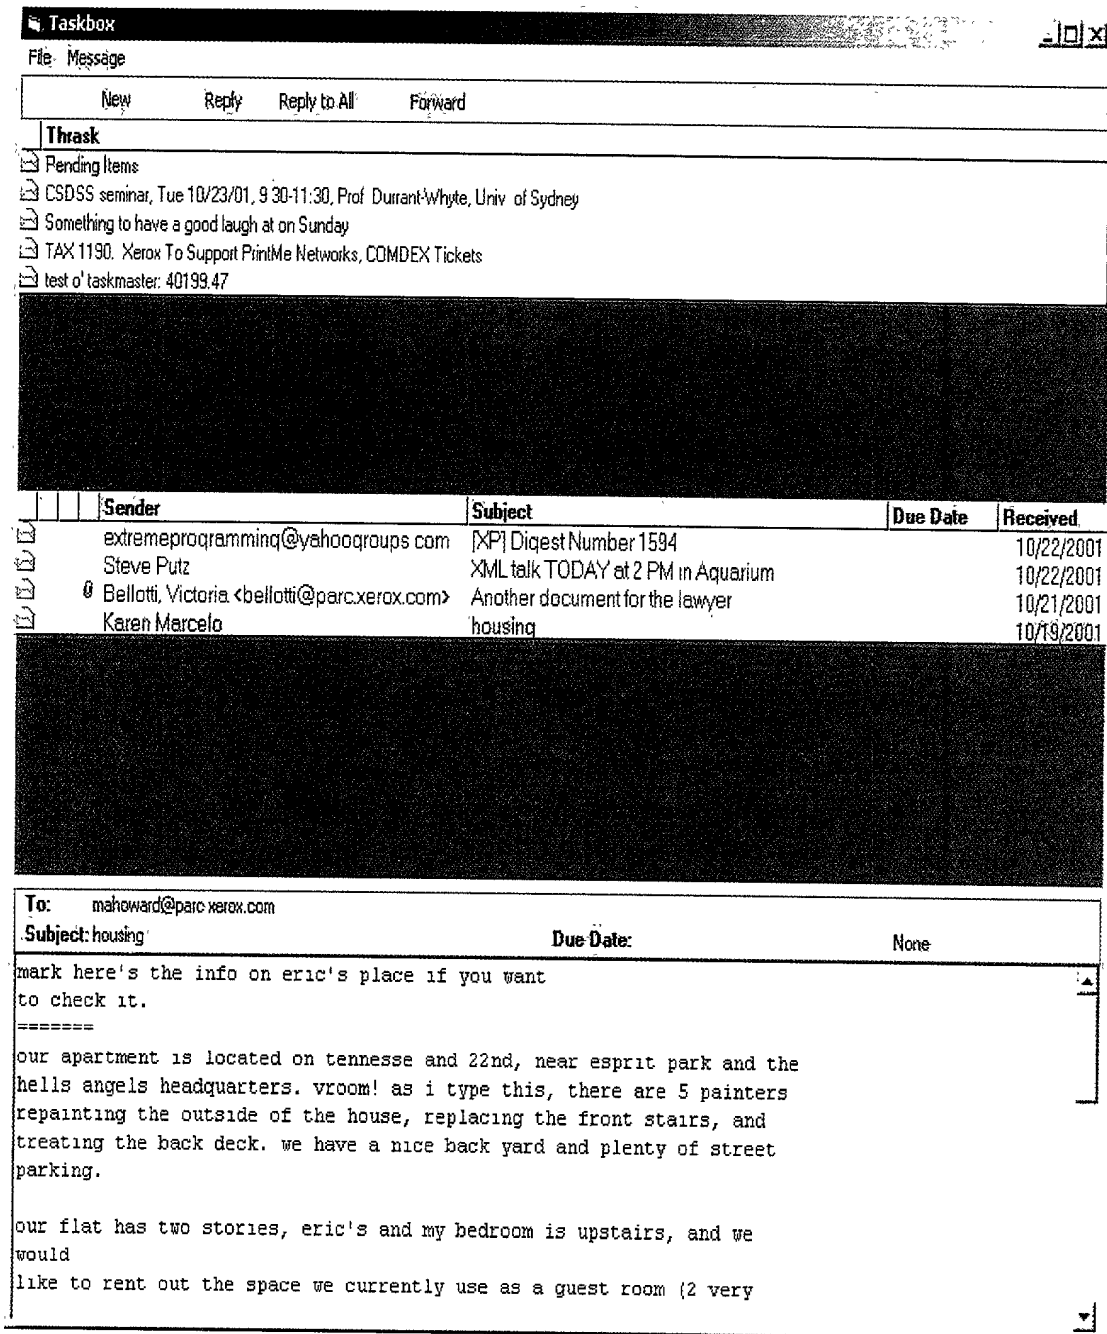 Taskbox
File Message
New Reply Reply to All Forward
Thrask
Pending Items
CSDSS seminar, Tue 10/23/01, 9 30-11:30, Prof Durrant-Whyte, Univ of Sydney
Something to have a good laugh at on Sunday
TAX 1190. Xerox To Support PrintMe Networks, COMDEX Tickets
test o' taskmaster: 40199.47
Sender Subject Due Date Received
extremeprogramming@yahoogroups com [XP] Digest Number 1594 10/22/2001
Steve Putz XML talk TODAY at 2 PM in Aquarium 10/22/2001
Bellotti, Victoria <bellotti@parc.xerox.com> Another document for the lawyer 10/21/2001
Karen Marcelo housing 10/19/2001
To: mahoward@parc xerox.com
Subject: housing Due Date: None
mark here's the info on eric's place if you want
to check it.
=======
our apartment is located on tennesse and 22nd, near esprit park and the
hells angels headquarters. vroom! as i type this, there are 5 painters
repainting the outside of the house, replacing the front stairs, and
treating the back deck. we have a nice back yard and plenty of street
parking.
our flat has two stories, eric's and my bedroom is upstairs, and we
would
like to rent out the space we currently use as a guest room (2 very